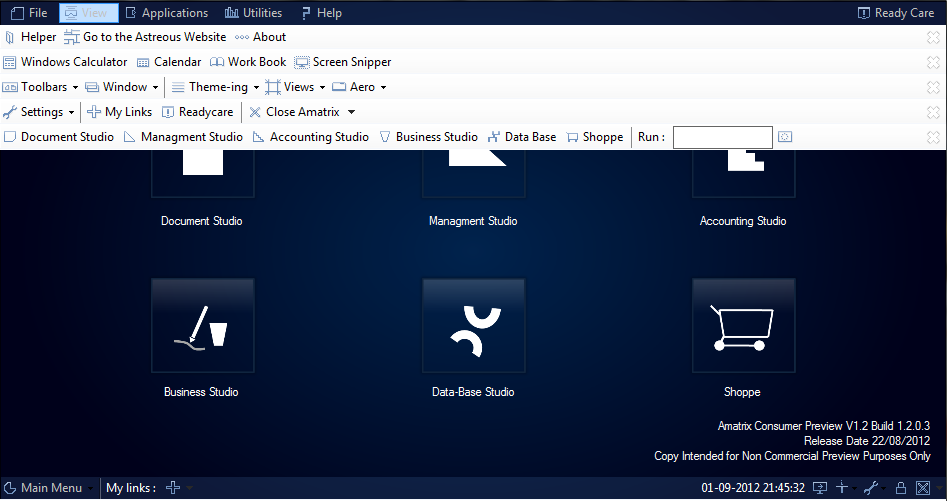 File View Applications Utilities Help Ready Care
Helper Go to the Astreous Website About
Windows Calculator Calendar Work Book Screen Snipper
Toolbars Window Theme-ing Views Aero
Settings My Links Readycare Close Amatrix
Document Studio Managment Studio Accounting Studio Business Studio Data Base Shoppe Run :
Document Studio Managment Studio Accounting Studio
Business Studio Data-Base Studio Shoppe
Amatrix Consumer Preview V1.2 Build 1.2.0.3
Release Date 22/08/2012
Copy Intended for Non Commercial Preview Purposes Only
Main Menu My links : 01-09-2012 21:45:32